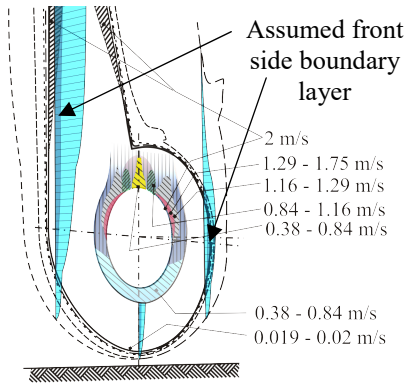 Assumed front
side boundary
layer
2 m/s
1.29 - 1.75 m/s
1.16 - 1.29 m/s
0.84 - 1.16 m/s
0.38 - 0.84 m/s
0.38 - 0.84 m/s
0.019 - 0.02 m/s